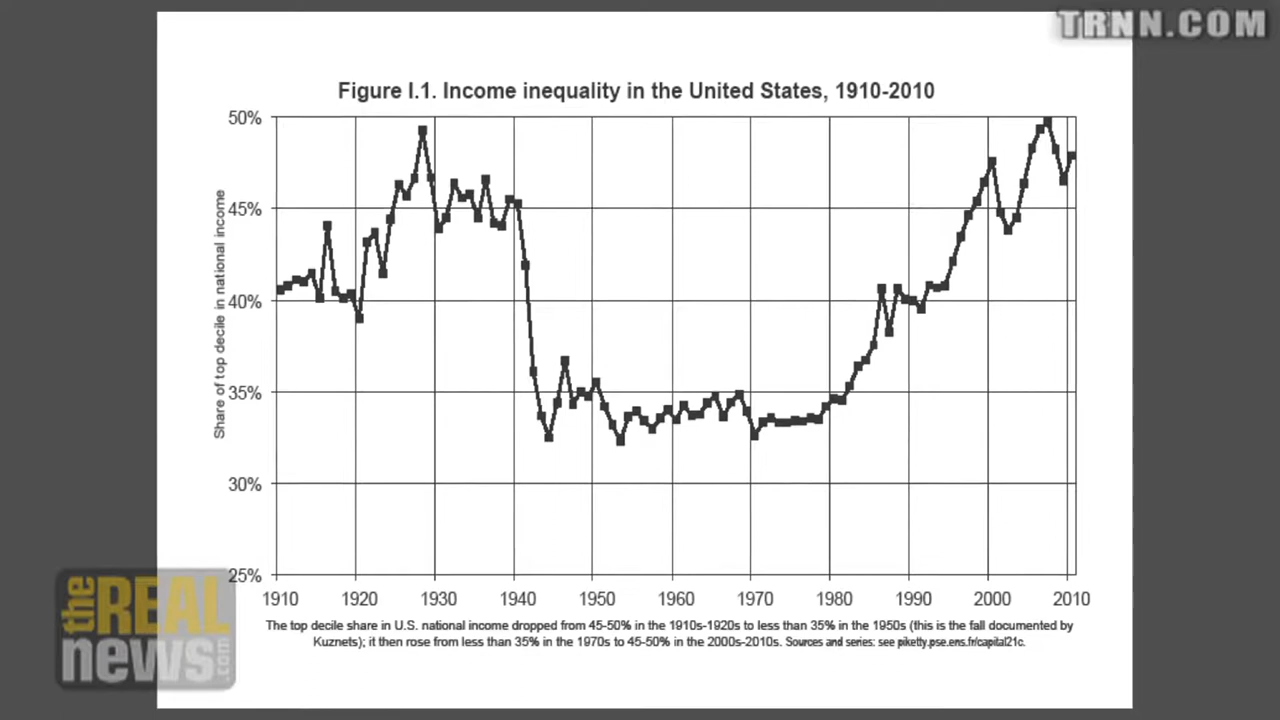 TRNN.COM
Figure I.1. Income inequality in the United States, 1910-2010
Share of top decile in national income
50%
45%
40%
35%
30%
25%
1910 1920 1930 1940 1950 1960 1970 1980 1990 2000 2010
The top decile share in U.S. national income dropped from 45-50% in the 1910s-1920s to less than 35% in the 1950s (this is the fall documented by
Kuznets); it then rose from less than 35% in the 1970s to 45-50% in the 2000s-2010s. Sources and series: see piketty.pse.ens.fr/capital21c.
the REAL
news.com